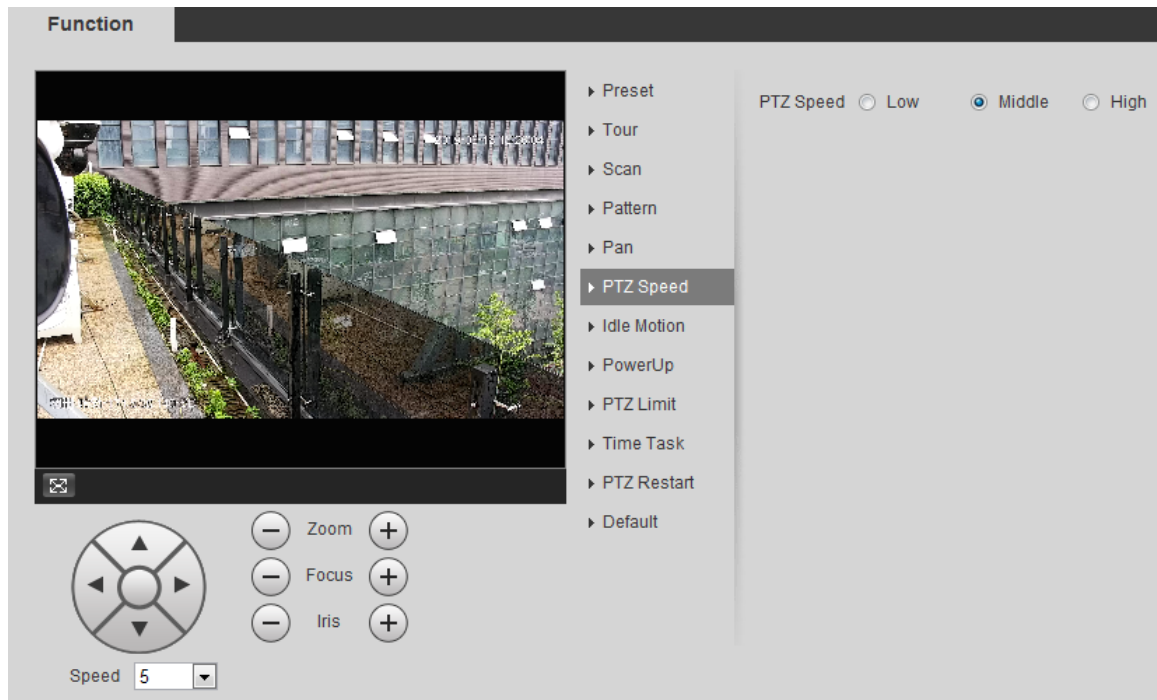 Function
Preset
Tour
Scan
Pattern
Pan
PTZ Speed
Idle Motion
PowerUp
PTZ Limit
Time Task
PTZ Restart
Default
PTZ Speed Low Middle High
Zoom
Focus
Iris
Speed 5